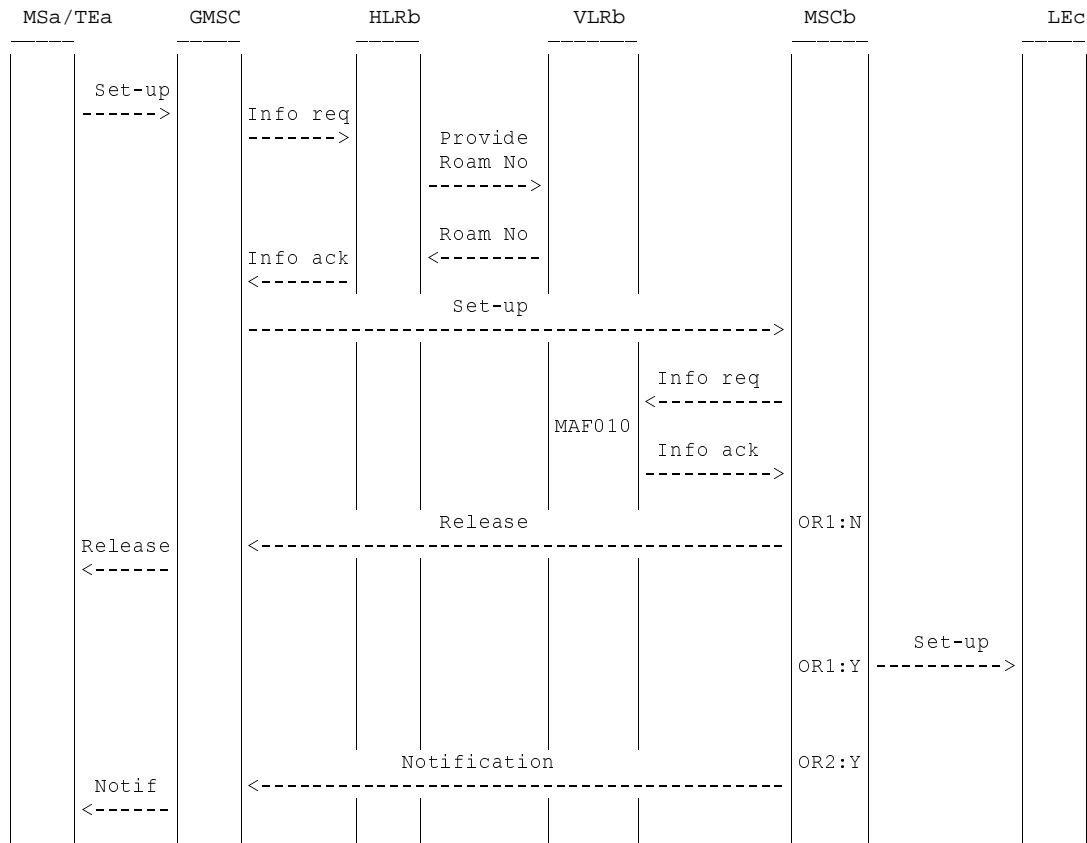 MSa/TEa GMSC HLRb VLRb MSCb LEc
Set-up
Info req
Provide
Roam No
Roam No
Info ack
Set-up
Info req
MAF010
Info ack
Release OR1:N
Release
Set-up
OR1:Y
Notification OR2:Y
Notif